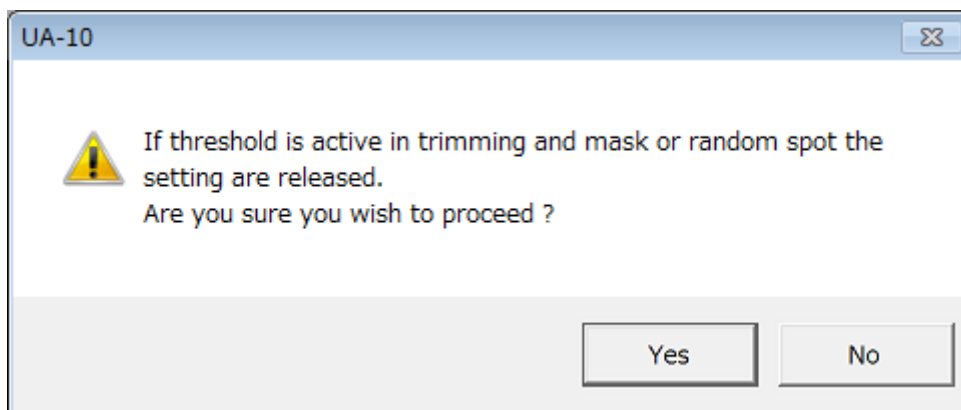 UA-10
If threshold is active in trimming and mask or random spot the
setting are released.
Are you sure you wish to proceed ?
Yes
No